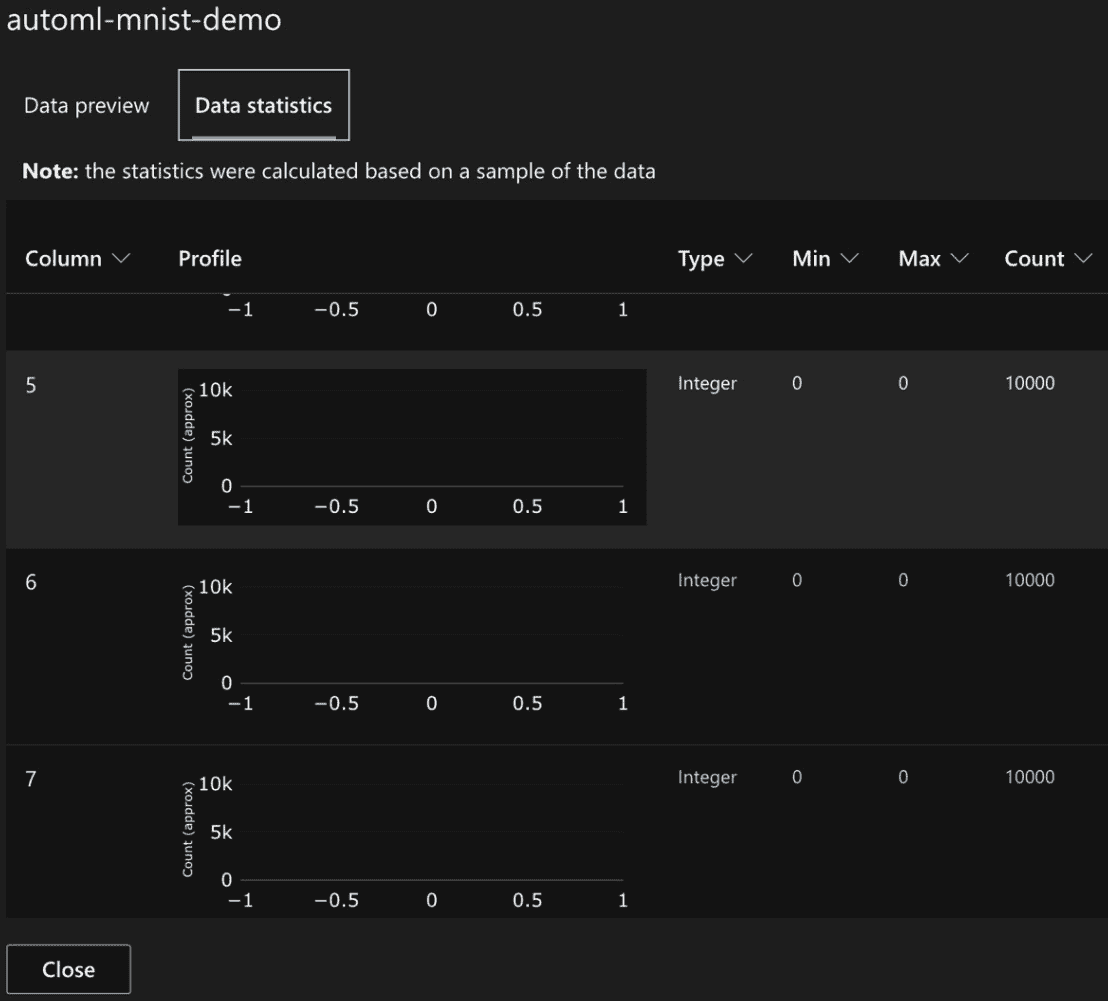 automl-mnist-demo
Data preview Data statistics
Note: the statistics were calculated based on a sample of the data
Column Profile Type Min Max Count
−1 −0.5 0 0.5 1
5 Count (approx) 10k Integer 0 0 10000
5k
0
−1 −0.5 0 0.5 1
6 Count (approx) 10k Integer 0 0 10000
5k
0
−1 −0.5 0 0.5 1
7 Count (approx) 10k Integer 0 0 10000
5k
0
−1 −0.5 0 0.5 1
Close